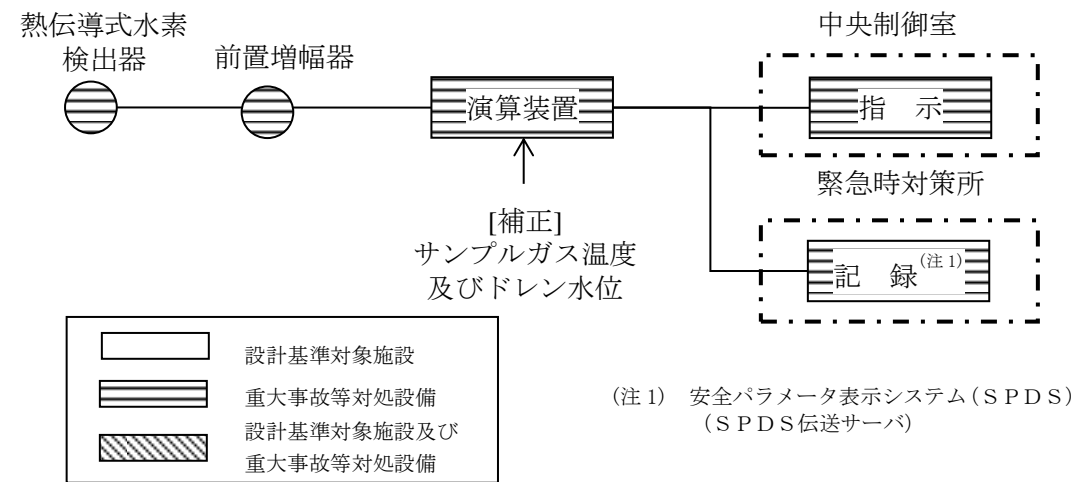 熱伝導式水素
検出器
前置増幅器
演算装置
[補正]
サンプルガス温度
及びドレン水位
中央制御室
指 示
緊急時対策所
記 録(注1)
設計基準対象施設
重大事故等対処設備
設計基準対象施設及び
重大事故等対処設備
(注1) 安全パラメータ表示システム(SPDS)
(SPDS伝送サーバ)